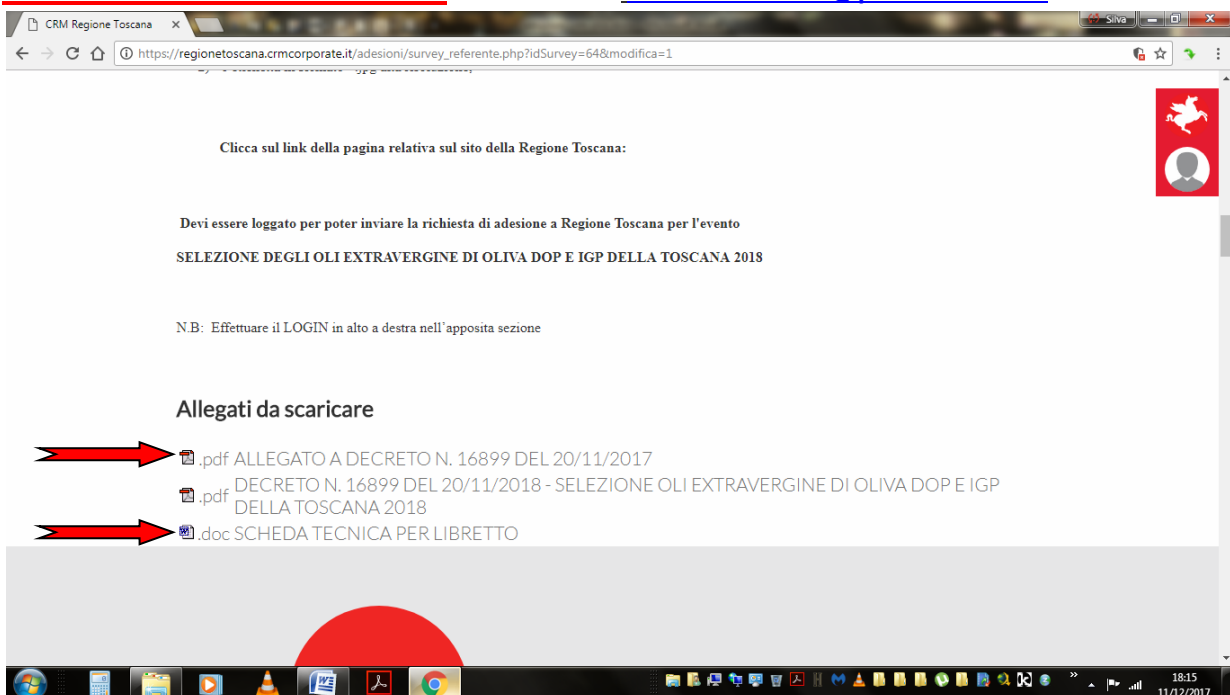 CRM Regione Toscana
Silva
https://regionetoscana.crmcorporate.it/adesioni/survey_referente.php?idSurvey=64&modifica=1
Clicca sul link della pagina relativa sul sito della Regione Toscana:
Devi essere loggato per poter inviare la richiesta di adesione a Regione Toscana per l'evento
SELEZIONE DEGLI OLI EXTRAVERGINE DI OLIVA DOP E IGP DELLA TOSCANA 2018
N.B: Effettuare il LOGIN in alto a destra nell'apposita sezione
Allegati da scaricare
.pdf ALLEGATO A DECRETO N. 16899 DEL 20/11/2017
.pdf DECRETO N. 16899 DEL 20/11/2018 - SELEZIONE OLI EXTRAVERGINE DI OLIVA DOP E IGP
DELLA TOSCANA 2018
.doc SCHEDA TECNICA PER LIBRETTO
18:15
11/12/2017